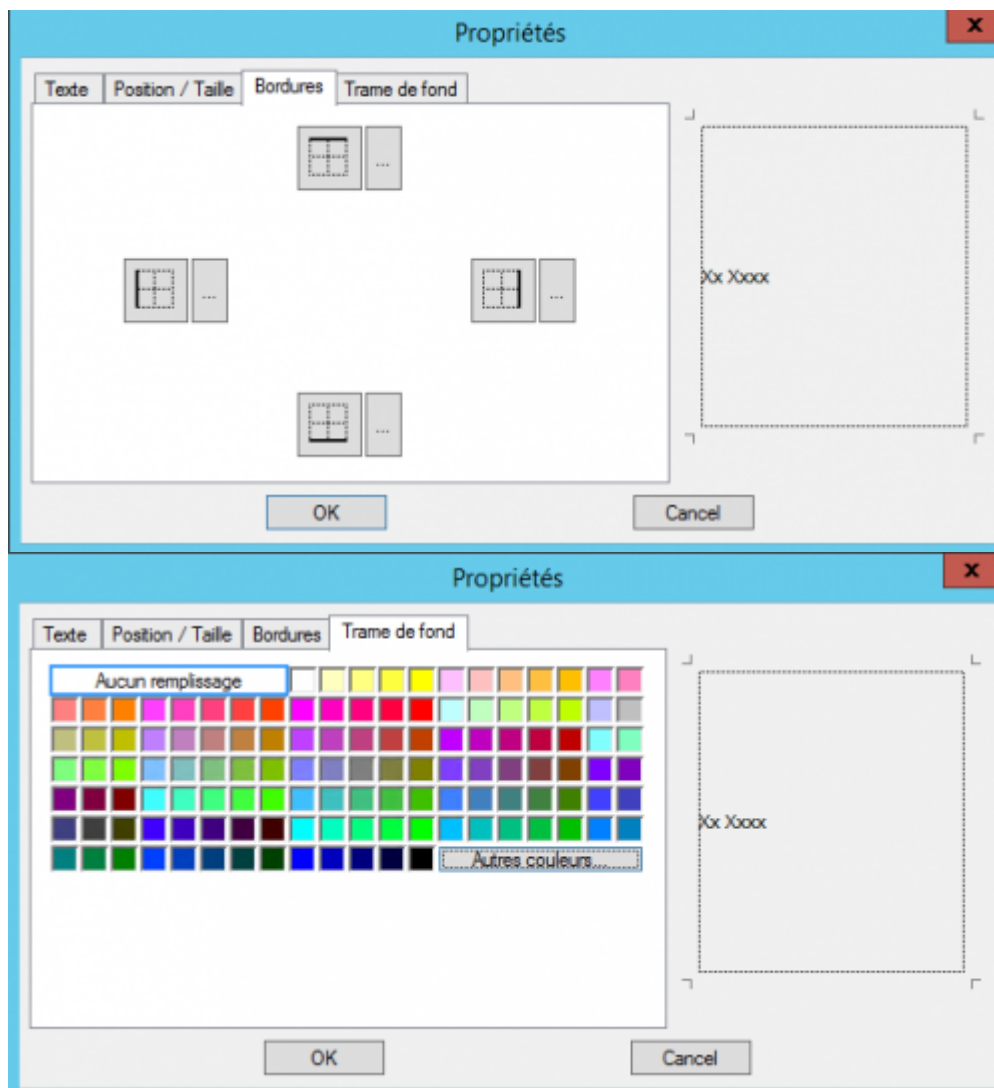 Propriétés
x
Texte Position / Taille Bordures Trame de fond
...
... ...
Xx Xxxx
...
OK Cancel
Propriétés
x
Texte Position / Taille Bordures Trame de fond
Aucun remplissage
Xx Xxxx
Autres couleurs...
OK Cancel